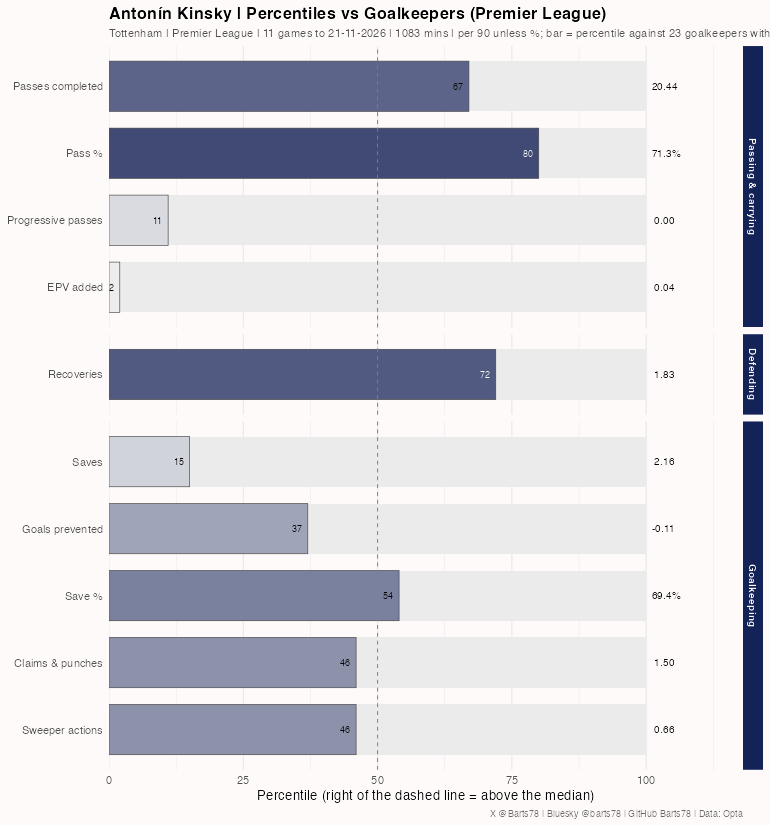 Antonín Kinsky | Percentiles vs Goalkeepers (Premier League)
Tottenham | Premier League | 11 games to 21-11-2026 | 1083 mins | per 90 unless %; bar = percentile against 23 goalkeepers with
Passes completed 67 20.44
Pass % 80 71.3%
Progressive passes 11 0.00
EPV added 2 0.04
Passing & carrying
Recoveries 72 1.83
Defending
Saves 15 2.16
Goals prevented 37 -0.11
Save % 54 69.4%
Claims & punches 46 1.50
Sweeper actions 46 0.66
Goalkeeping
0 25 50 75 100
Percentile (right of the dashed line = above the median)
X @Barts78 | Bluesky @barts78 | GitHub Barts78 | Data: Opta